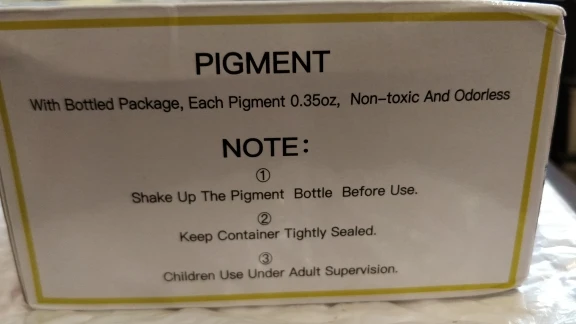 PIGMENT
With Bottled Package, Each Pigment 0.35oz, Non-toxic And Odorless
NOTE:
①
Shake Up The Pigment Bottle Before Use.
②
Keep Container Tightly Sealed.
③
Children Use Under Adult Supervision.